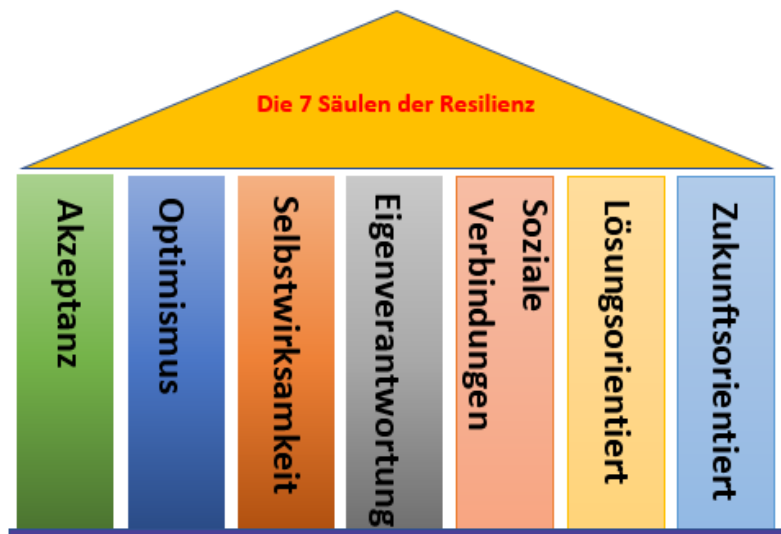 Die 7 Säulen der Resilienz
Akzeptanz
Optimismus
Selbstwirksamkeit
Eigenverantwortung
Soziale
Verbindungen
Lösungsorientiert
Zukunftsorientiert